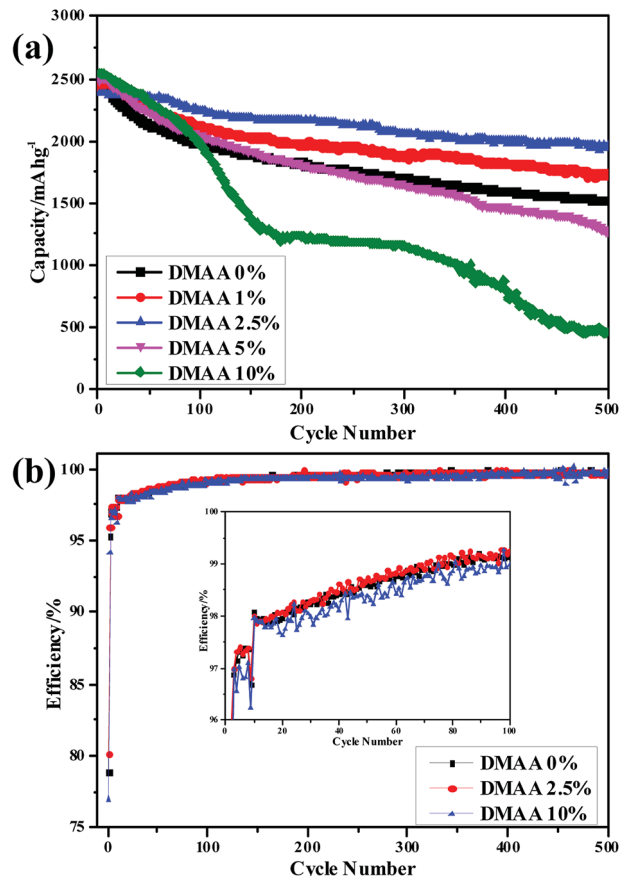 (a)
3000
2500
2000
1500
1000
500
0
Capacity/mAhg⁻¹
DMAA 0%
DMAA 1%
DMAA 2.5%
DMAA 5%
DMAA 10%
0 100 200 300 400 500
Cycle Number
(b)
100
95
90
85
80
75
Efficiency/%
100
99
98
97
96
Efficiency/%
0 20 40 60 80 100
Cycle Number
DMAA 0%
DMAA 2.5%
DMAA 10%
0 100 200 300 400 500
Cycle Number